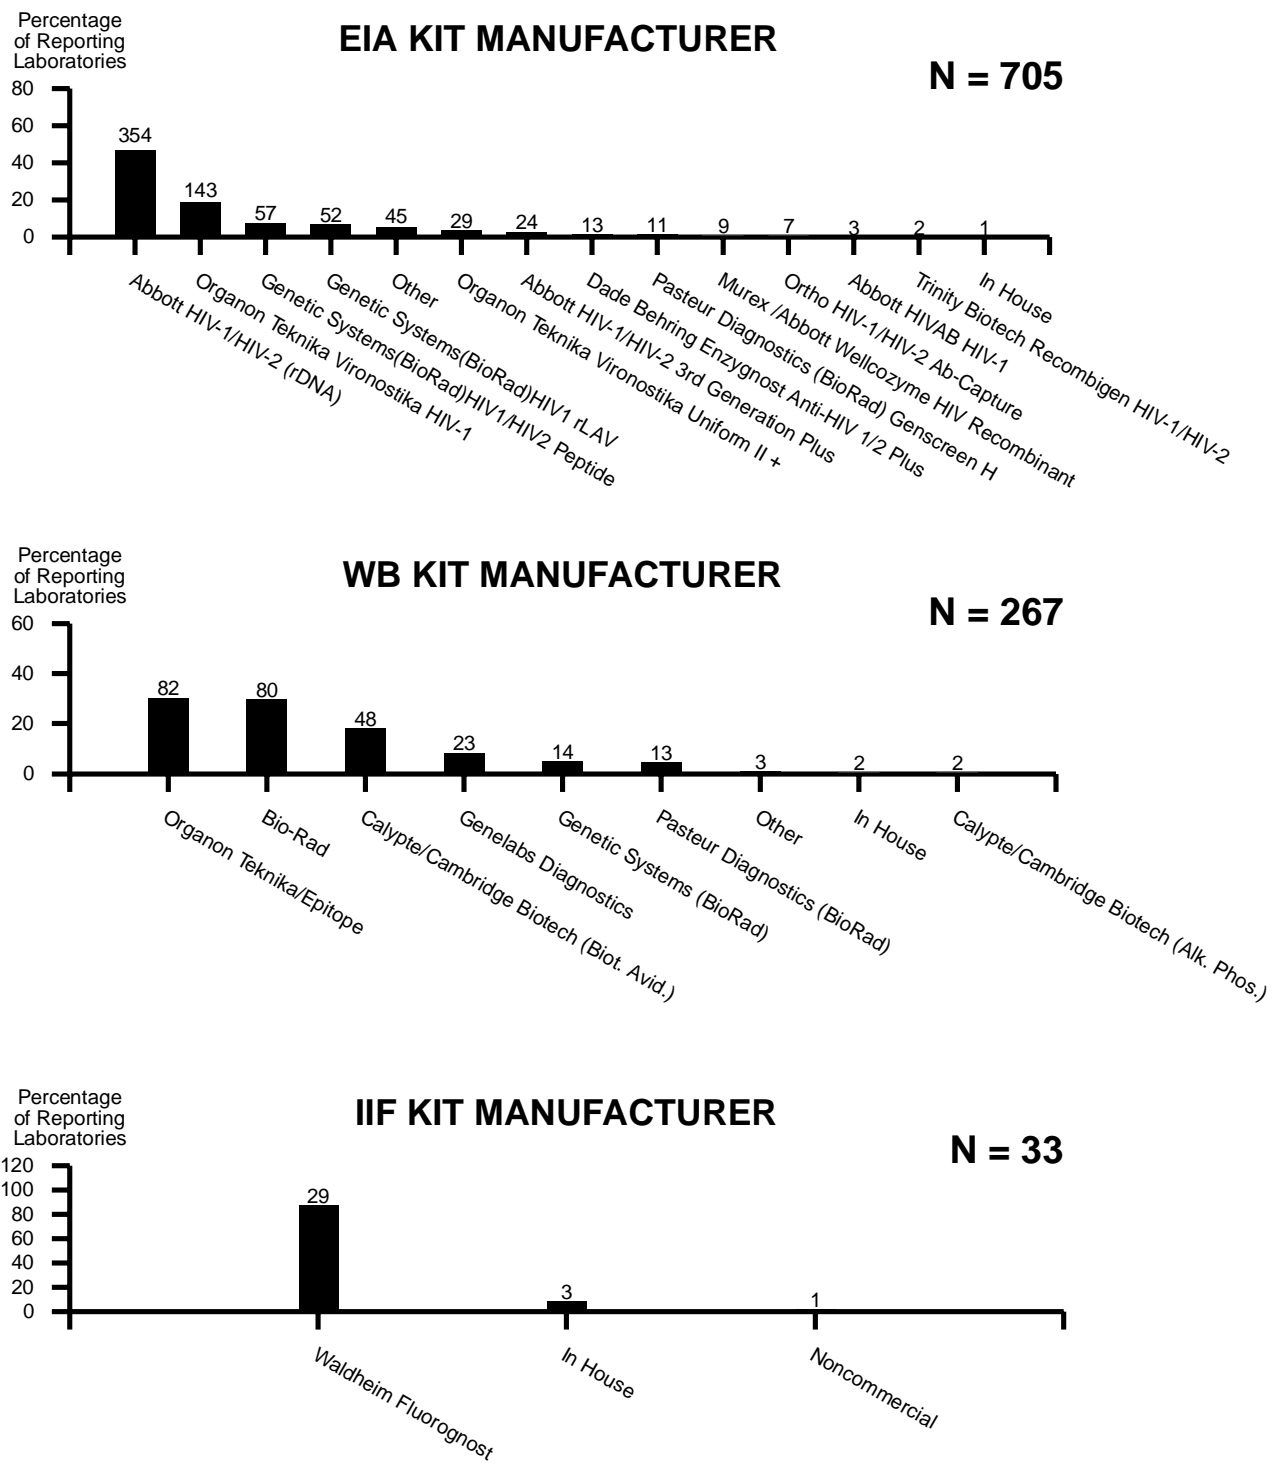 Percentage
of Reporting
Laboratories
EIA KIT MANUFACTURER
N = 705
80
60
40
20
0
354
143
57
52
45
29
24
13
11
9
7
3
2
1
Abbott HIV-1/HIV-2 (rDNA)
Organon Teknika Vironostika HIV-1
Genetic Systems(BioRad)HIV1/HIV2 Peptide
Genetic Systems(BioRad)HIV1 rLAV
Other
Organon Teknika Vironostika Uniform II +
Abbott HIV-1/HIV-2 3rd Generation Plus
Dade Behring Enzygnost Anti-HIV 1/2 Plus
Pasteur Diagnostics (BioRad) Genscreen H
Murex /Abbott Wellcozyme HIV Recombinant
Ortho HIV-1/HIV-2 Ab-Capture
Abbott HIVAB HIV-1
Trinity Biotech Recombigen HIV-1/HIV-2
In House
Percentage
of Reporting
Laboratories
WB KIT MANUFACTURER
N = 267
60
40
20
0
82
80
48
23
14
13
3
2
2
Organon Teknika/Epitope
Bio-Rad
Calypte/Cambridge Biotech (Biot. Avid.)
Genelabs Diagnostics
Genetic Systems (BioRad)
Pasteur Diagnostics (BioRad)
Other
In House
Calypte/Cambridge Biotech (Alk. Phos.)
Percentage
of Reporting
Laboratories
IIF KIT MANUFACTURER
N = 33
120
100
80
60
40
20
0
29
3
1
Waldheim Fluorognost
In House
Noncommercial